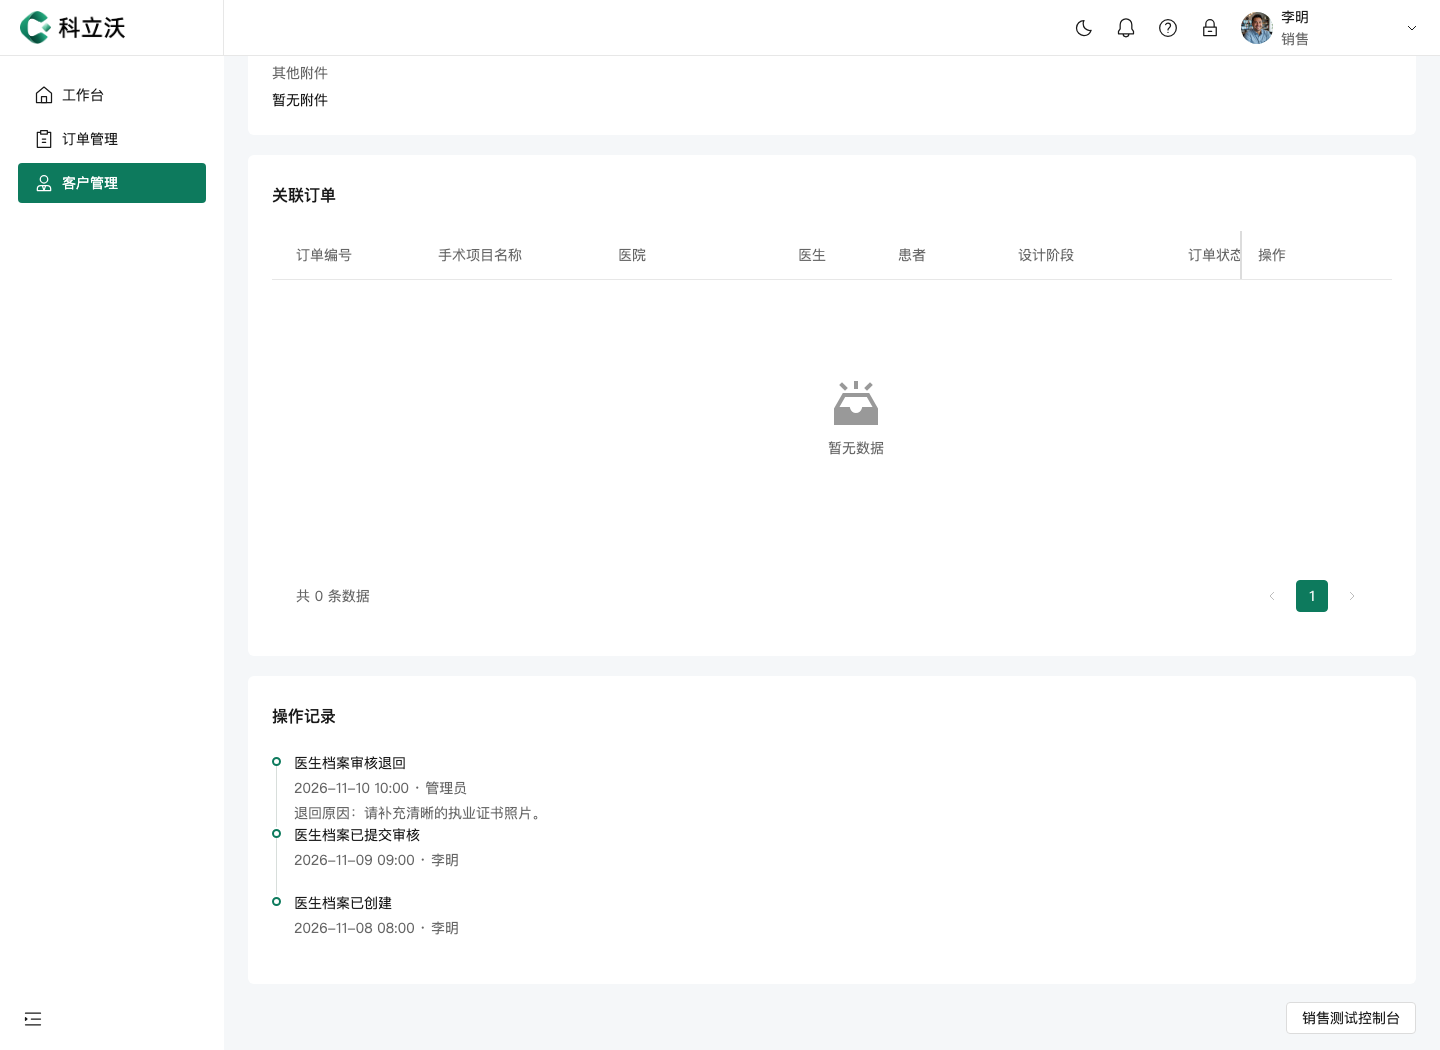 科立沃
李明
销售
工作台
订单管理
客户管理
其他附件
暂无附件
关联订单
订单编号 手术项目名称 医院 医生 患者 设计阶段 订单状态 操作
暂无数据
共 0 条数据
1
操作记录
医生档案审核退回
2026-11-10 10:00 · 管理员
退回原因：请补充清晰的执业证书照片。
医生档案已提交审核
2026-11-09 09:00 · 李明
医生档案已创建
2026-11-08 08:00 · 李明
销售测试控制台